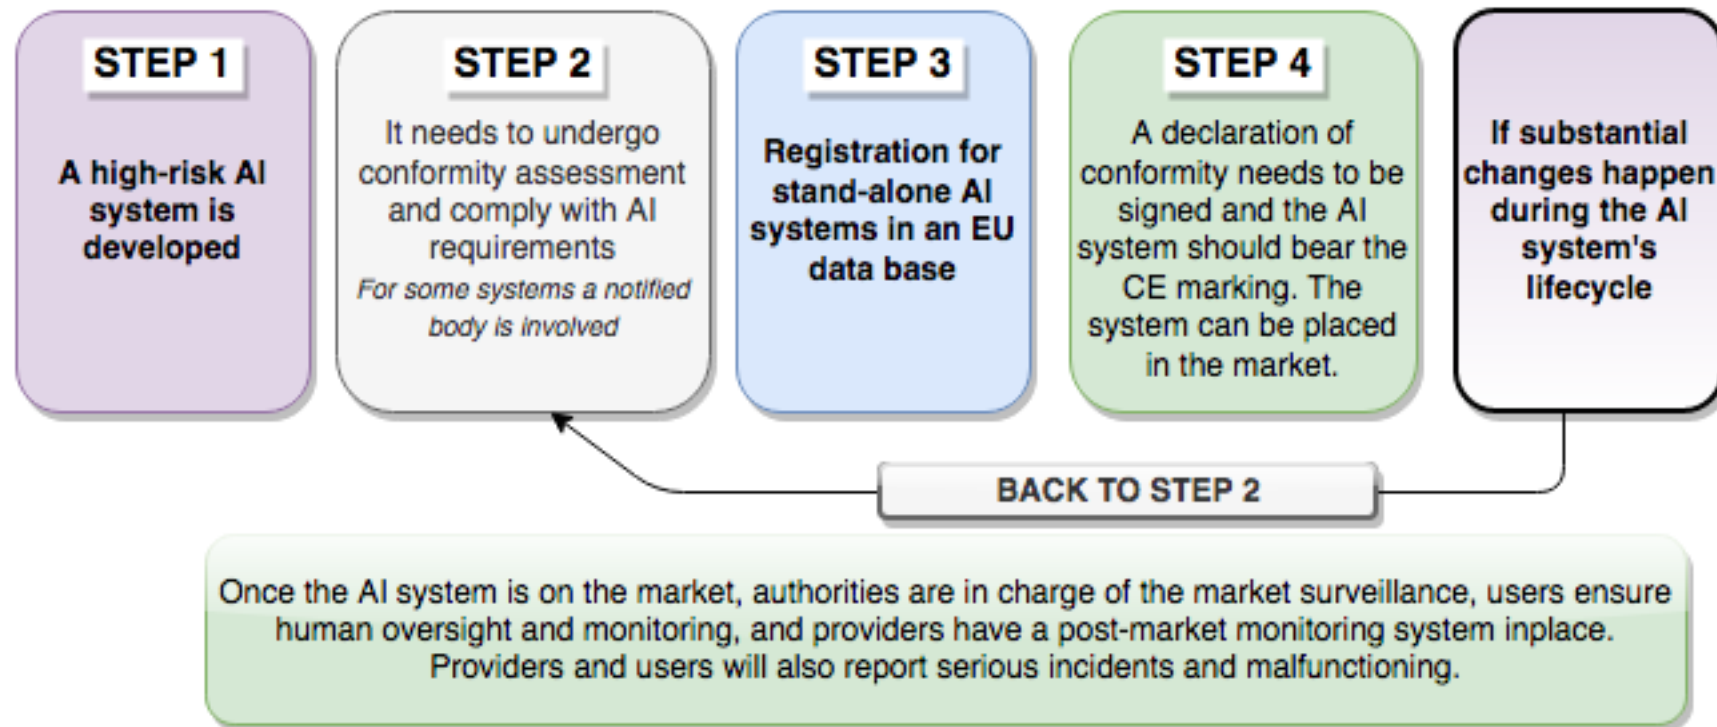 STEP 1
A high-risk AI
system is
developed
STEP 2
It needs to undergo
conformity assessment
and comply with AI
requirements
For some systems a notified
body is involved
STEP 3
Registration for
stand-alone AI
systems in an EU
data base
STEP 4
A declaration of
conformity needs to be
signed and the AI
system should bear the
CE marking. The
system can be placed
in the market.
If substantial
changes happen
during the AI
system's
lifecycle
BACK TO STEP 2
Once the AI system is on the market, authorities are in charge of the market surveillance, users ensure
human oversight and monitoring, and providers have a post-market monitoring system inplace.
Providers and users will also report serious incidents and malfunctioning.